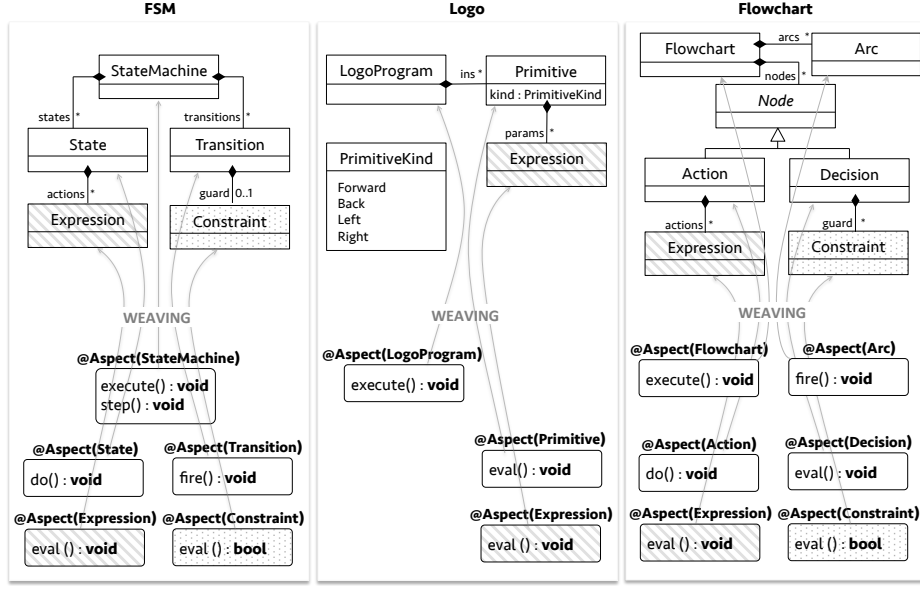 FSM
StateMachine
states *
transitions *
State
Transition
actions *
guard 0..1
Expression
Constraint
WEAVING
@Aspect(StateMachine)
execute() : void
step() : void
@Aspect(State)
do() : void
@Aspect(Transition)
fire() : void
@Aspect(Expression)
eval () : void
@Aspect(Constraint)
eval () : bool
Logo
LogoProgram
ins *
Primitive
kind : PrimitiveKind
params *
PrimitiveKind
Forward
Back
Left
Right
Expression
WEAVING
@Aspect(LogoProgram)
execute() : void
@Aspect(Primitive)
eval() : void
@Aspect(Expression)
eval () : void
Flowchart
Flowchart
arcs *
Arc
nodes *
Node
Action
Decision
actions *
guard *
Expression
Constraint
WEAVING
@Aspect(Flowchart)
execute() : void
@Aspect(Arc)
fire() : void
@Aspect(Action)
do() : void
@Aspect(Decision)
eval() : void
@Aspect(Expression)
eval () : void
@Aspect(Constraint)
eval () : bool